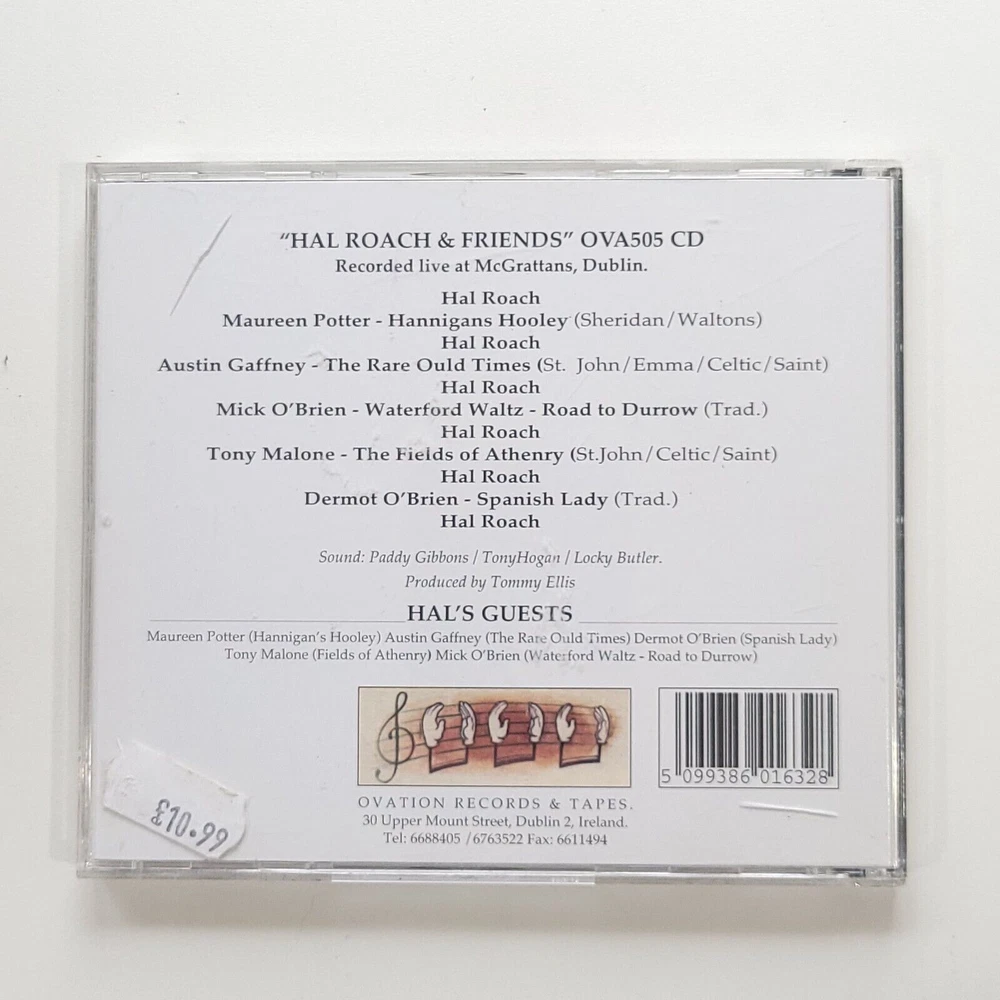 "HAL ROACH & FRIENDS" OVA505 CD
Recorded live at McGrattans, Dublin.
Hal Roach
Maureen Potter - Hannigans Hooley (Sheridan/Waltons)
Hal Roach
Austin Gaffney - The Rare Ould Times (St. John/Emma/Celtic/Saint)
Hal Roach
Mick O'Brien - Waterford Waltz - Road to Durrow (Trad.)
Hal Roach
Tony Malone - The Fields of Athenry (St.John/Celtic/Saint)
Hal Roach
Dermot O'Brien - Spanish Lady (Trad.)
Hal Roach
Sound: Paddy Gibbons / TonyHogan / Locky Butler.
Produced by Tommy Ellis
HAL'S GUESTS
Maureen Potter (Hannigan's Hooley) Austin Gaffney (The Rare Ould Times) Dermot O'Brien (Spanish Lady)
Tony Malone (Fields of Athenry) Mick O'Brien (Waterford Waltz - Road to Durrow)
5 099386 016328
£10.99
OVATION RECORDS & TAPES.
30 Upper Mount Street, Dublin 2, Ireland.
Tel: 6688405 /6763522 Fax: 6611494